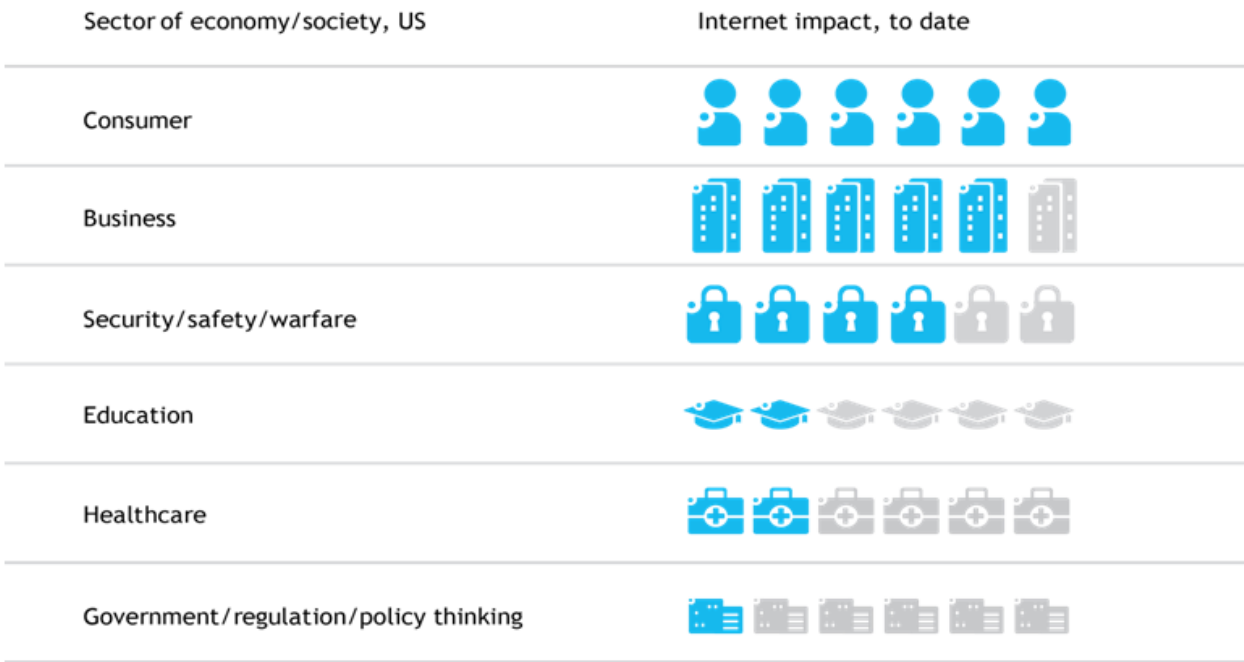 Sector of economy/society, US
Internet impact, to date
Consumer
Business
Security/safety/warfare
Education
Healthcare
Government/regulation/policy thinking